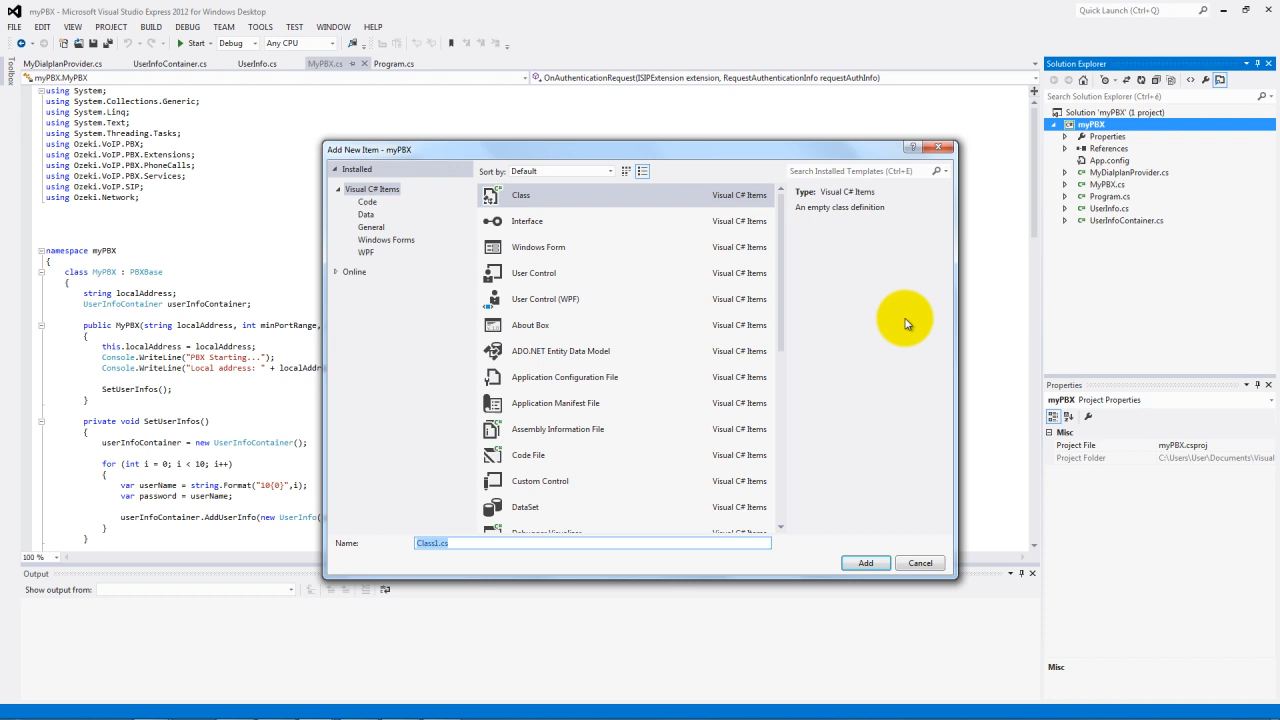 myPBX - Microsoft Visual Studio Express 2012 for Windows Desktop
Quick Launch (Ctrl+Q)
FILE EDIT VIEW PROJECT BUILD DEBUG TEAM TOOLS TEST WINDOW HELP
Start Debug Any CPU
Toolbox
MyDialplanProvider.cs UserInfoContainer.cs UserInfo.cs MyPBX.cs Program.cs
myPBX.MyPBX OnAuthenticationRequest(ISIPExtension extension, RequestAuthenticationInfo requestAuthInfo)
using System;
using System.Collections.Generic;
using System.Linq;
using System.Text;
using System.Threading.Tasks;
using Ozeki.VoIP.PBX;
using Ozeki.VoIP.PBX.Extensions;
using Ozeki.VoIP.PBX.PhoneCalls;
using Ozeki.VoIP.PBX.Services;
using Ozeki.VoIP.SIP;
using Ozeki.Network;
namespace myPBX
{
class MyPBX : PBXBase
{
string localAddress;
UserInfoContainer userInfoContainer;
public MyPBX(string localAddress, int minPortRange,
{
this.localAddress = localAddress;
Console.WriteLine("PBX Starting...");
Console.WriteLine("Local address: " + localAddr
SetUserInfos();
}
private void SetUserInfos()
{
userInfoContainer = new UserInfoContainer();
for (int i = 0; i < 10; i++)
{
var userName = string.Format("10{0}",i);
var password = userName;
userInfoContainer.AddUserInfo(new UserInfo(
}
}
100 %
Add New Item - myPBX
Installed
Visual C# Items
Code
Data
General
Windows Forms
WPF
Online
Sort by: Default
Search Installed Templates (Ctrl+E)
Class Visual C# Items
Interface Visual C# Items
Windows Form Visual C# Items
User Control Visual C# Items
User Control (WPF) Visual C# Items
About Box Visual C# Items
ADO.NET Entity Data Model Visual C# Items
Application Configuration File Visual C# Items
Application Manifest File Visual C# Items
Assembly Information File Visual C# Items
Code File Visual C# Items
Custom Control Visual C# Items
DataSet Visual C# Items
Debugger Visualizer Visual C# Items
Type: Visual C# Items
An empty class definition
Name: Class1.cs
Add Cancel
Solution Explorer
Search Solution Explorer (Ctrl+é)
Solution 'myPBX' (1 project)
myPBX
Properties
References
App.config
MyDialplanProvider.cs
MyPBX.cs
Program.cs
UserInfo.cs
UserInfoContainer.cs
Properties
myPBX Project Properties
Misc
Project File myPBX.csproj
Project Folder C:\Users\User\Documents\Visual
Misc
Output
Show output from: